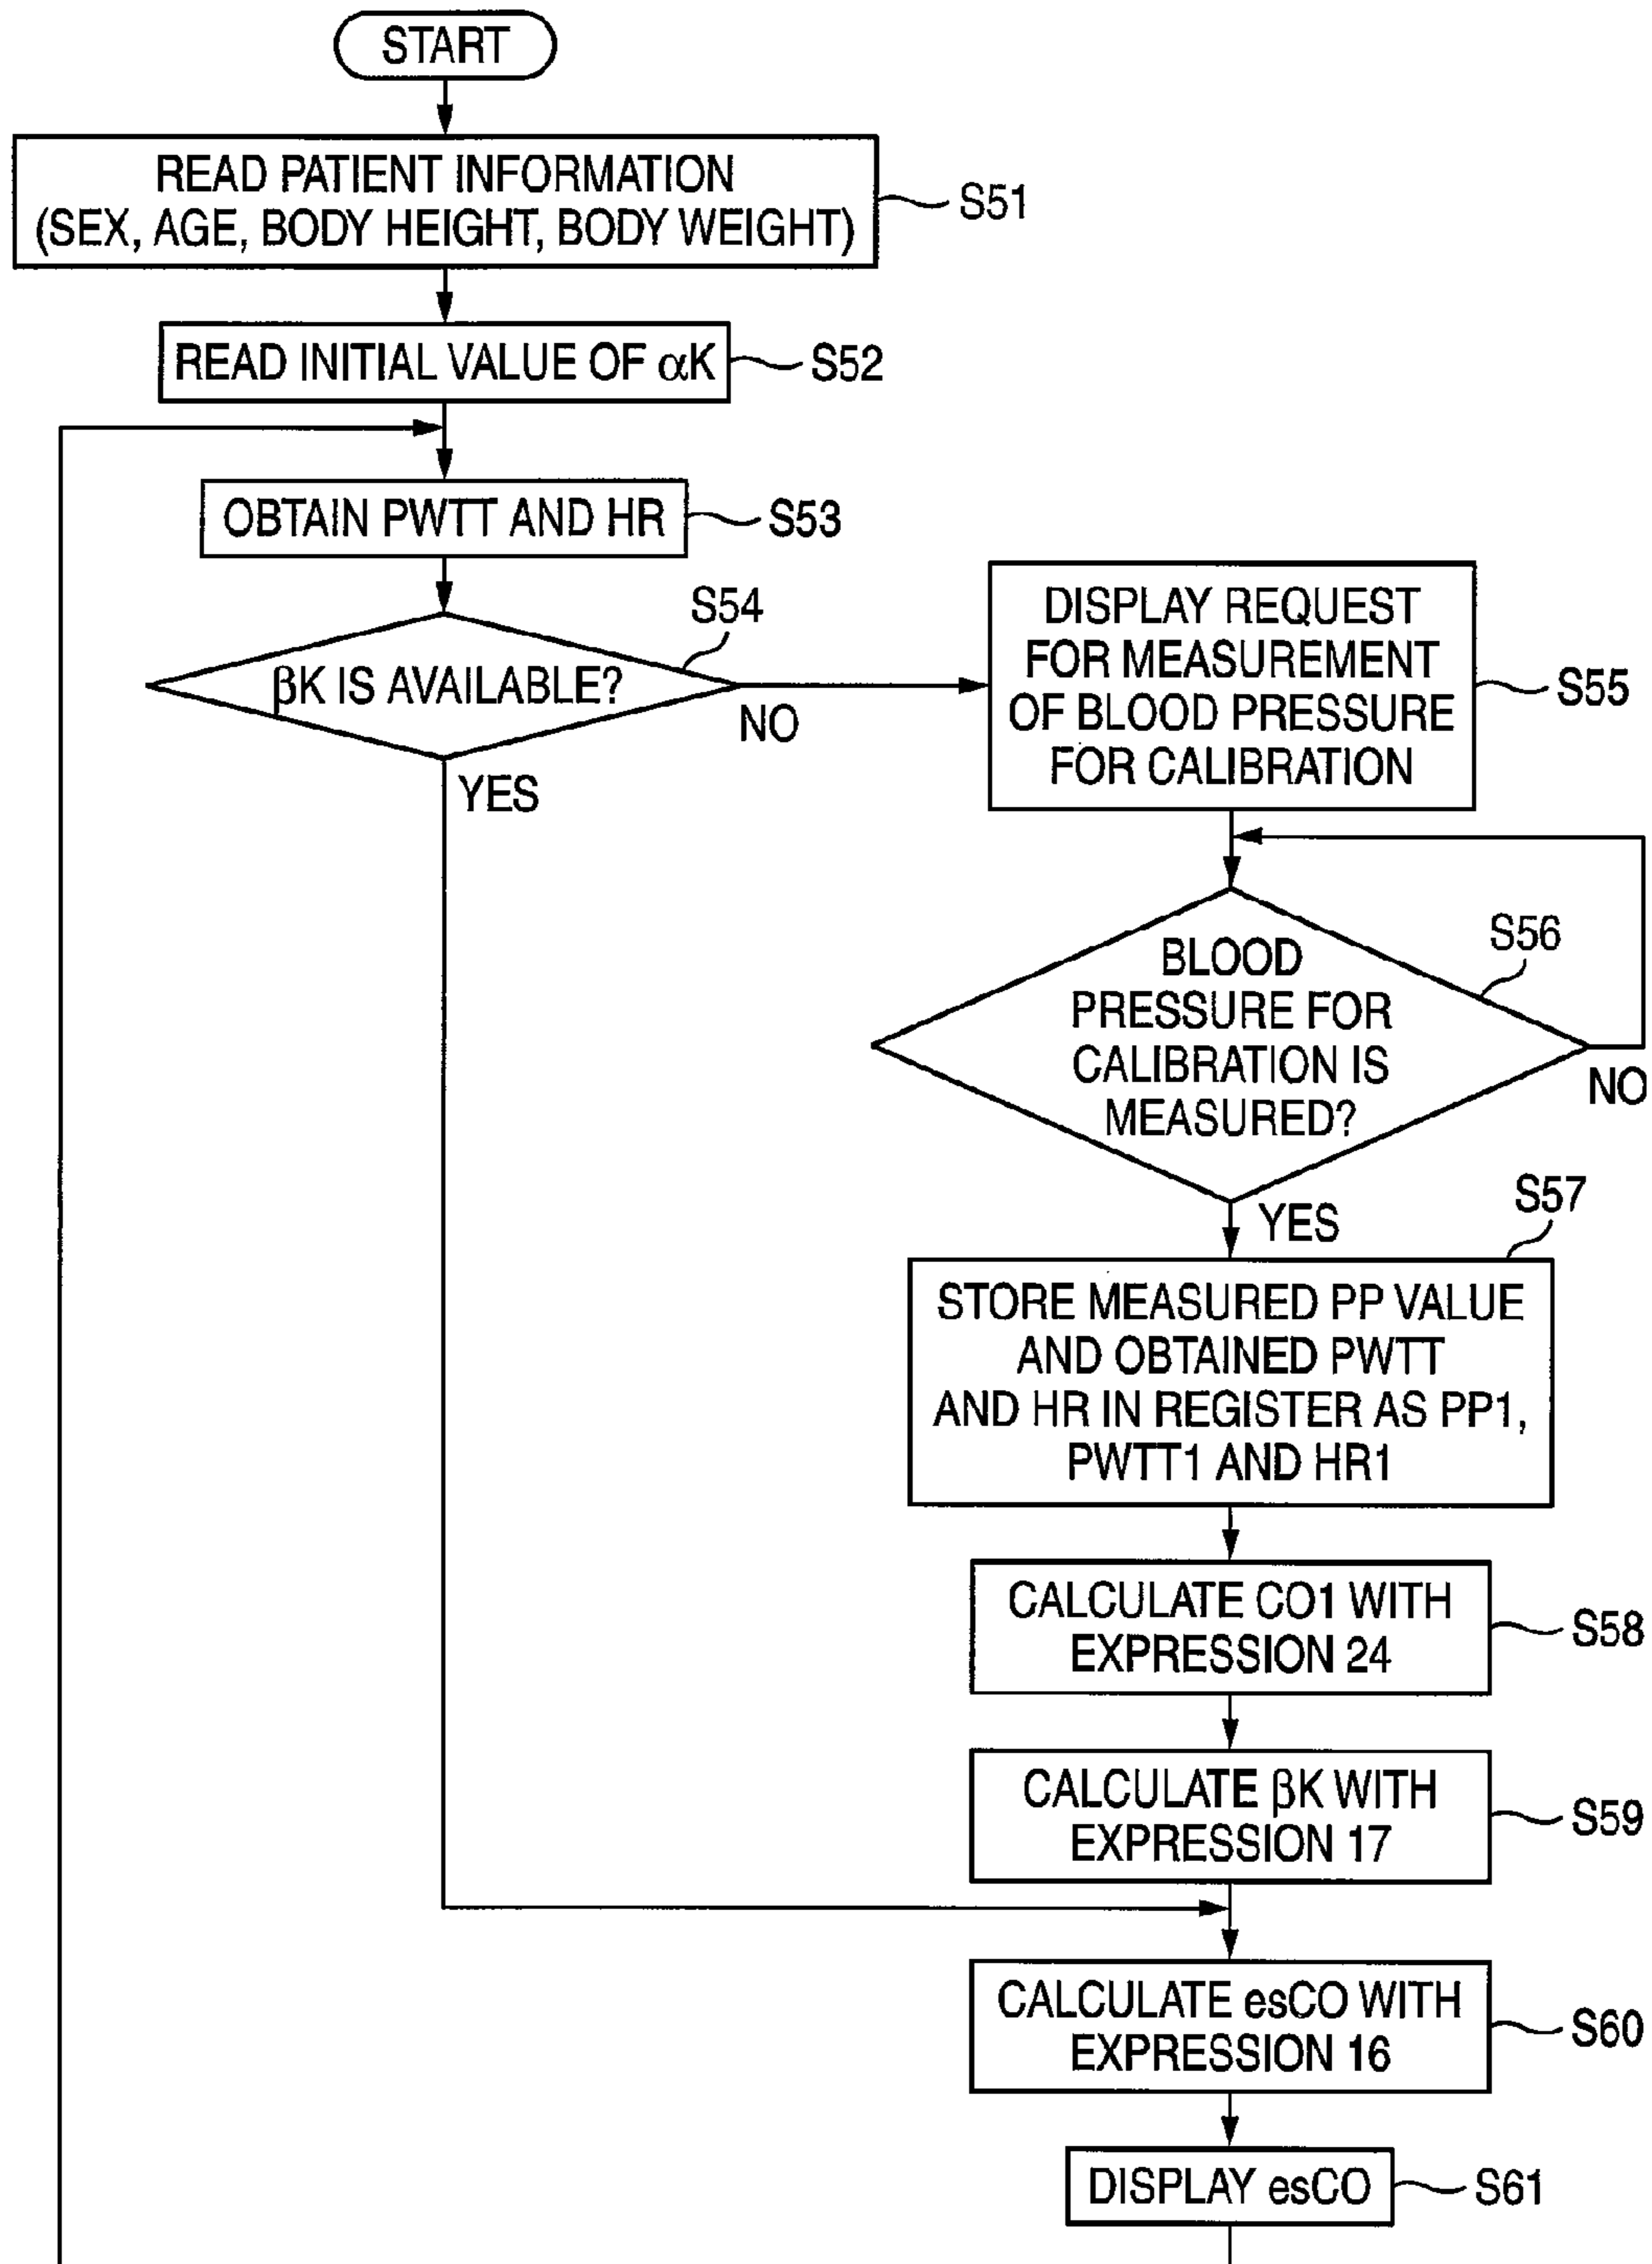 START
READ PATIENT INFORMATION
(SEX, AGE, BODY HEIGHT, BODY WEIGHT)
S51
READ INITIAL VALUE OF αK
S52
OBTAIN PWTT AND HR
S53
S54
βK IS AVAILABLE?
NO
YES
DISPLAY REQUEST
FOR MEASUREMENT
OF BLOOD PRESSURE
FOR CALIBRATION
S55
S56
BLOOD
PRESSURE FOR
CALIBRATION IS
MEASURED?
NO
YES
S57
STORE MEASURED PP VALUE
AND OBTAINED PWTT
AND HR IN REGISTER AS PP1,
PWTT1 AND HR1
CALCULATE CO1 WITH
EXPRESSION 24
S58
CALCULATE βK WITH
EXPRESSION 17
S59
CALCULATE esCO WITH
EXPRESSION 16
S60
DISPLAY esCO
S61